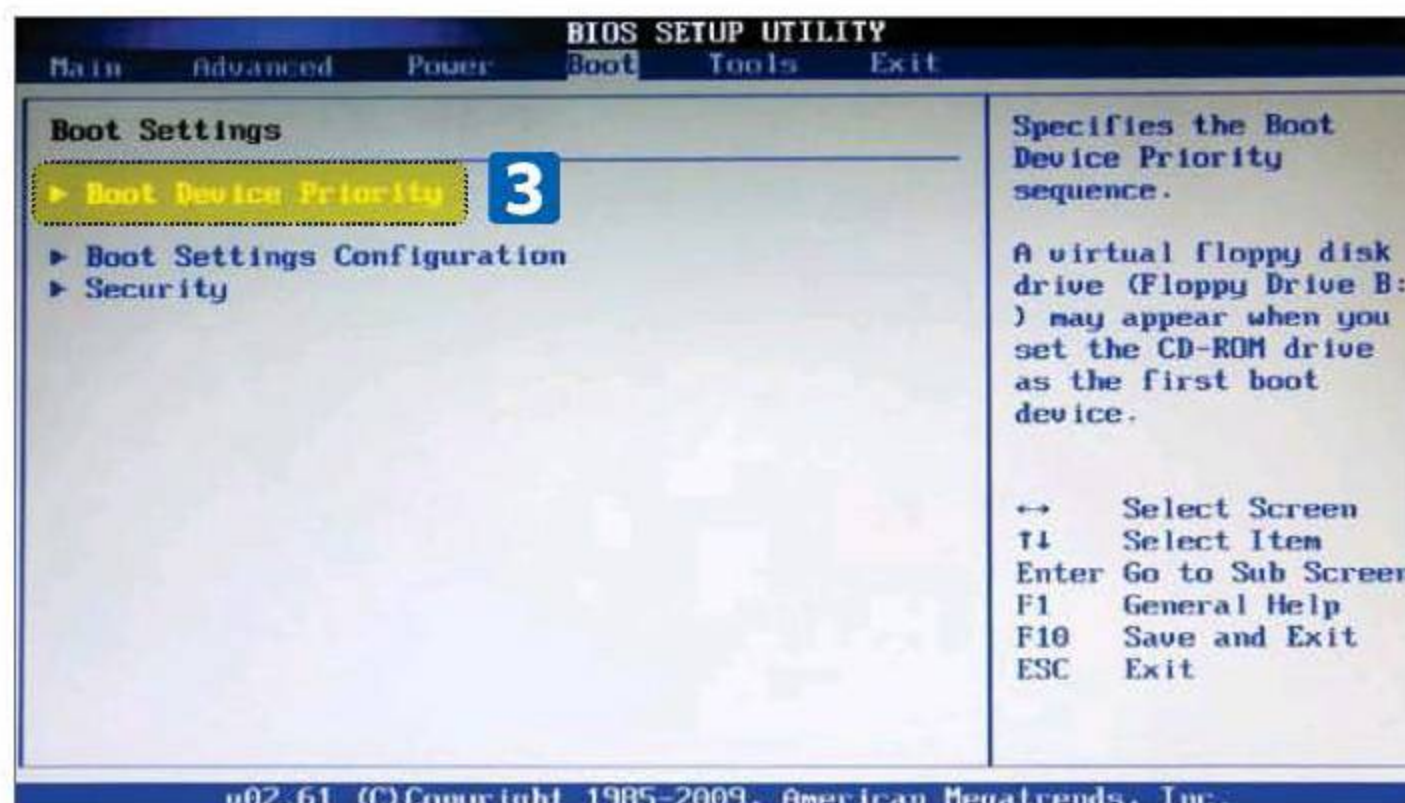 BIOS SETUP UTILITY
Main Advanced Power Boot Tools Exit
Boot Settings
► Boot Device Priority
3
► Boot Settings Configuration
► Security
Specifies the Boot
Device Priority
sequence.
A virtual floppy disk
drive (Floppy Drive B:
) may appear when you
set the CD-ROM drive
as the first boot
device.
↔ Select Screen
↑↓ Select Item
Enter Go to Sub Screen
F1 General Help
F10 Save and Exit
ESC Exit
v02.61 (C)Copyright 1985-2009, American Megatrends, Inc.